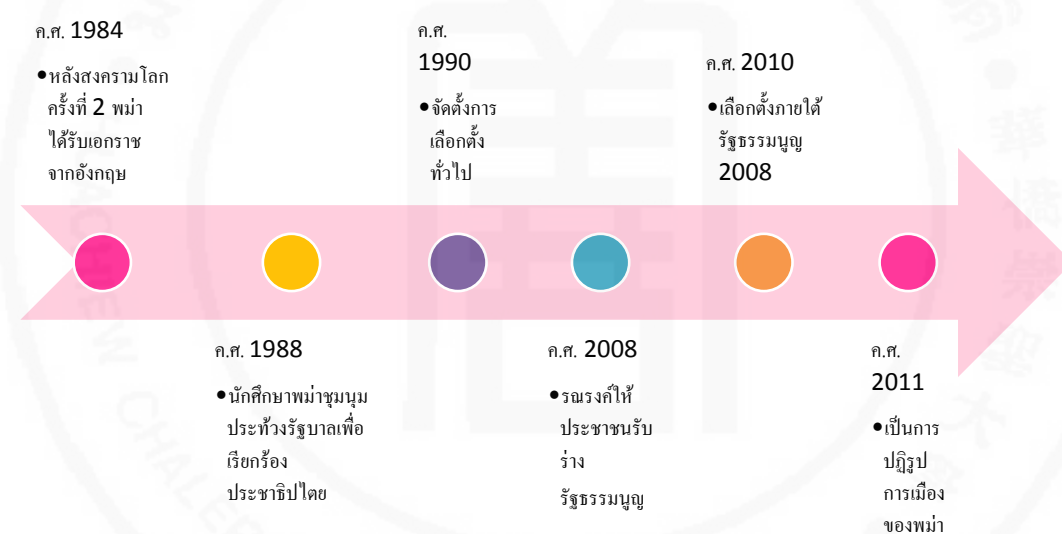 ค.ศ. 1984
•หลังสงครามโลก
ครั้งที่ 2 พม่า
ได้รับเอกราช
จากอังกฤษ
ค.ศ. 1988
•นักศึกษาพม่าชุมนุม
ประท้วงรัฐบาลเพื่อ
เรียกร้อง
ประชาธิปไตย
ค.ศ.
1990
•จัดตั้งการ
เลือกตั้ง
ทั่วไป
ค.ศ. 2008
•รณรงค์ให้
ประชาชนรับ
ร่าง
รัฐธรรมนูญ
ค.ศ. 2010
•เลือกตั้งภายใต้
รัฐธรรมนูญ
2008
ค.ศ.
2011
•เป็นการ
ปฏิรูป
การเมือง
ของพม่า